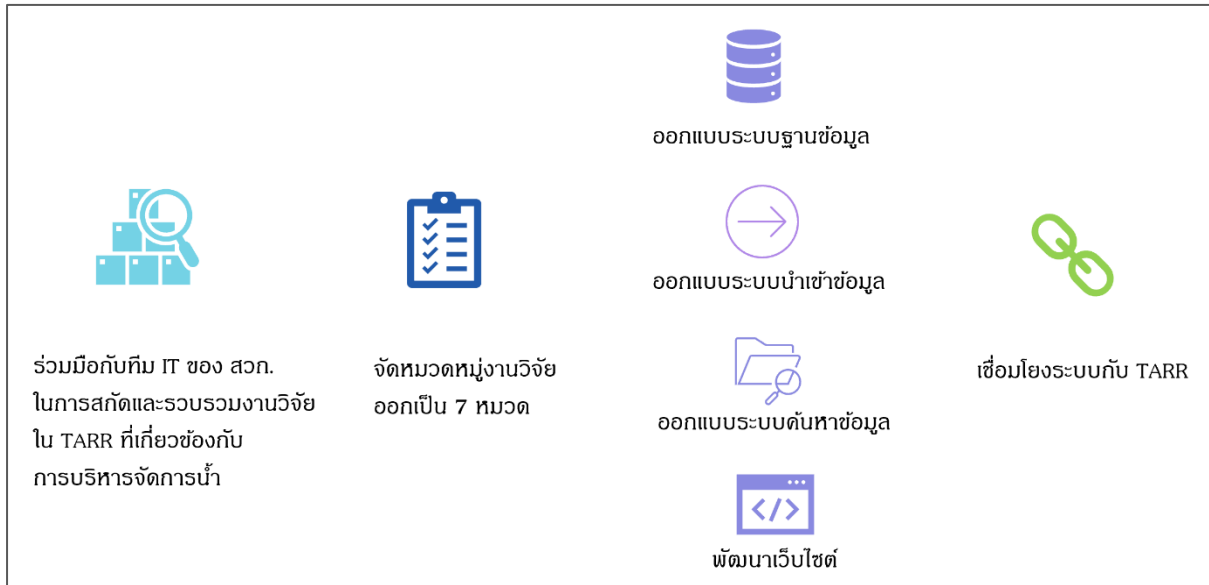 ร่วมมือกับทีม IT ของ สวก.
ในการสกัดและรวบรวมงานวิจัย
ใน TARR ที่เกี่ยวข้องกับ
การบริหารจัดการน้ำ
จัดหมวดหมู่งานวิจัย
ออกเป็น 7 หมวด
ออกแบบระบบฐานข้อมูล
ออกแบบระบบนำเข้าข้อมูล
ออกแบบระบบค้นหาข้อมูล
พัฒนาเว็บไซต์
เชื่อมโยงระบบกับ TARR